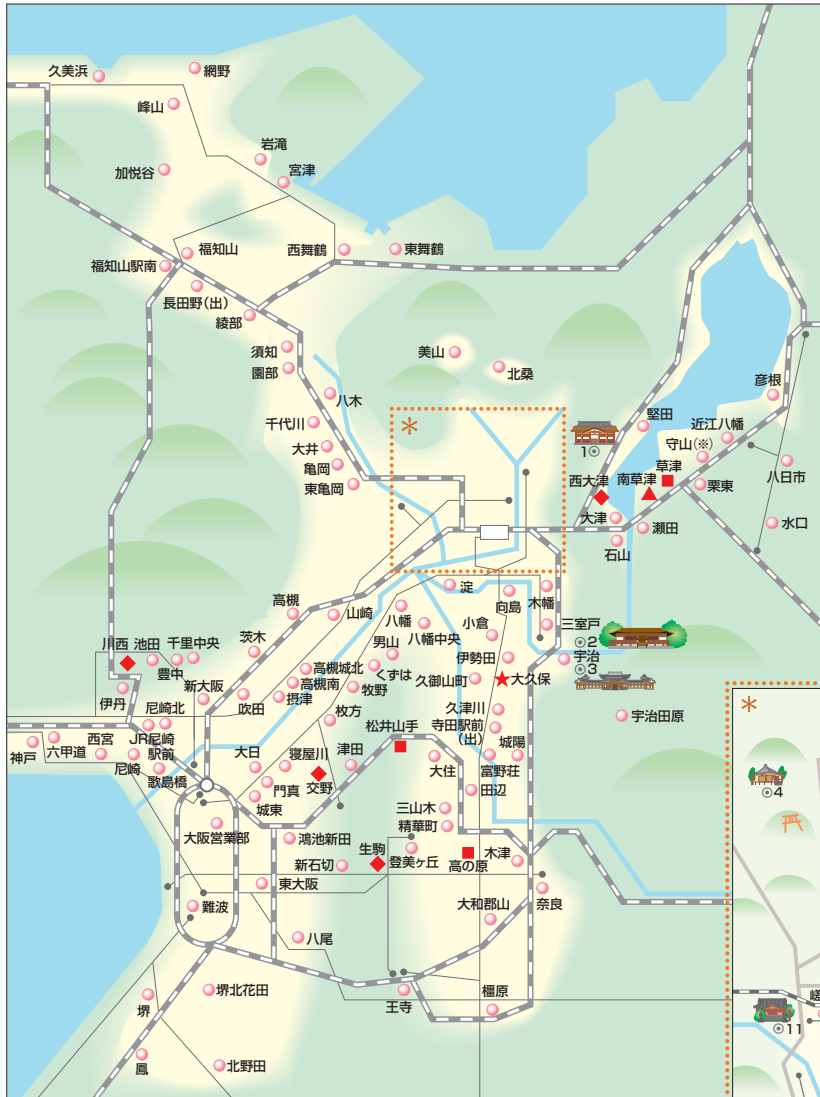 久美浜
網野
峰山
岩滝
加悦谷
宮津
福知山
西舞鶴
東舞鶴
福知山駅南
長田野(出)
綾部
須知
園部
美山
北桑
八木
彦根
千代川
*
1
堅田
近江八幡
大井
守山(※)
亀岡
西大津
南草津
草津
八日市
東亀岡
栗東
大津
瀬田
水口
石山
淀
向島
木幡
高槻
山崎
八幡
八幡中央
小倉
三室戸
2
茨木
男山
伊勢田
宇治
3
川西
池田
千里中央
豊中
高槻城北
くずは
久御山町
大久保
伊丹
新大阪
吹田
高槻南
摂津
牧野
久津川
宇治田原
*
尼崎北
枚方
松井山手
寺田駅前
(出)
城陽
神戸
六甲道
西宮
JR尼崎
駅前
尼崎
歌島橋
大日
寝屋川
津田
大住
富野荘
門真
交野
田辺
4
城東
三山木
大阪営業部
鴻池新田
精華町
生駒
登美ヶ丘
高の原
木津
新石切
東大阪
奈良
難波
大和郡山
八尾
堺
堺北花田
王寺
橿原
嵯
11
鳳
北野田